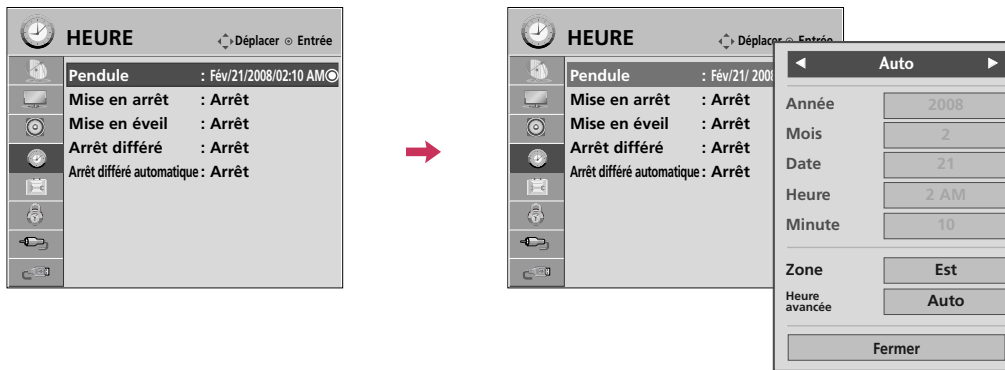 HEURE
Déplacer Entrée
Pendule : Fév/21/2008/02:10 AM
Mise en arrêt : Arrêt
Mise en éveil : Arrêt
Arrêt différé : Arrêt
Arrêt différé automatique : Arrêt
HEURE
Déplacer Entrée
Pendule : Fév/21/ 2008
Mise en arrêt : Arrêt
Mise en éveil : Arrêt
Arrêt différé : Arrêt
Arrêt différé automatique : Arrêt
Auto
Année 2008
Mois 2
Date 21
Heure 2 AM
Minute 10
Zone Est
Heure avancée Auto
Fermer